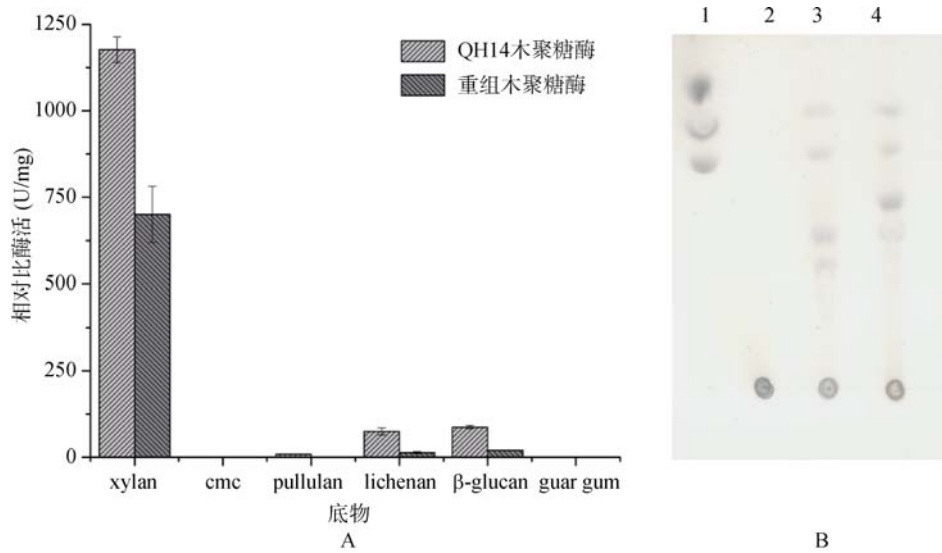 1250
1000
750
500
250
0
相对比酶活 (U/mg)
QH14木聚糖酶
重组木聚糖酶
xylan cmc pullulan lichenan β-glucan guar gum
底物
A
1 2 3 4
B